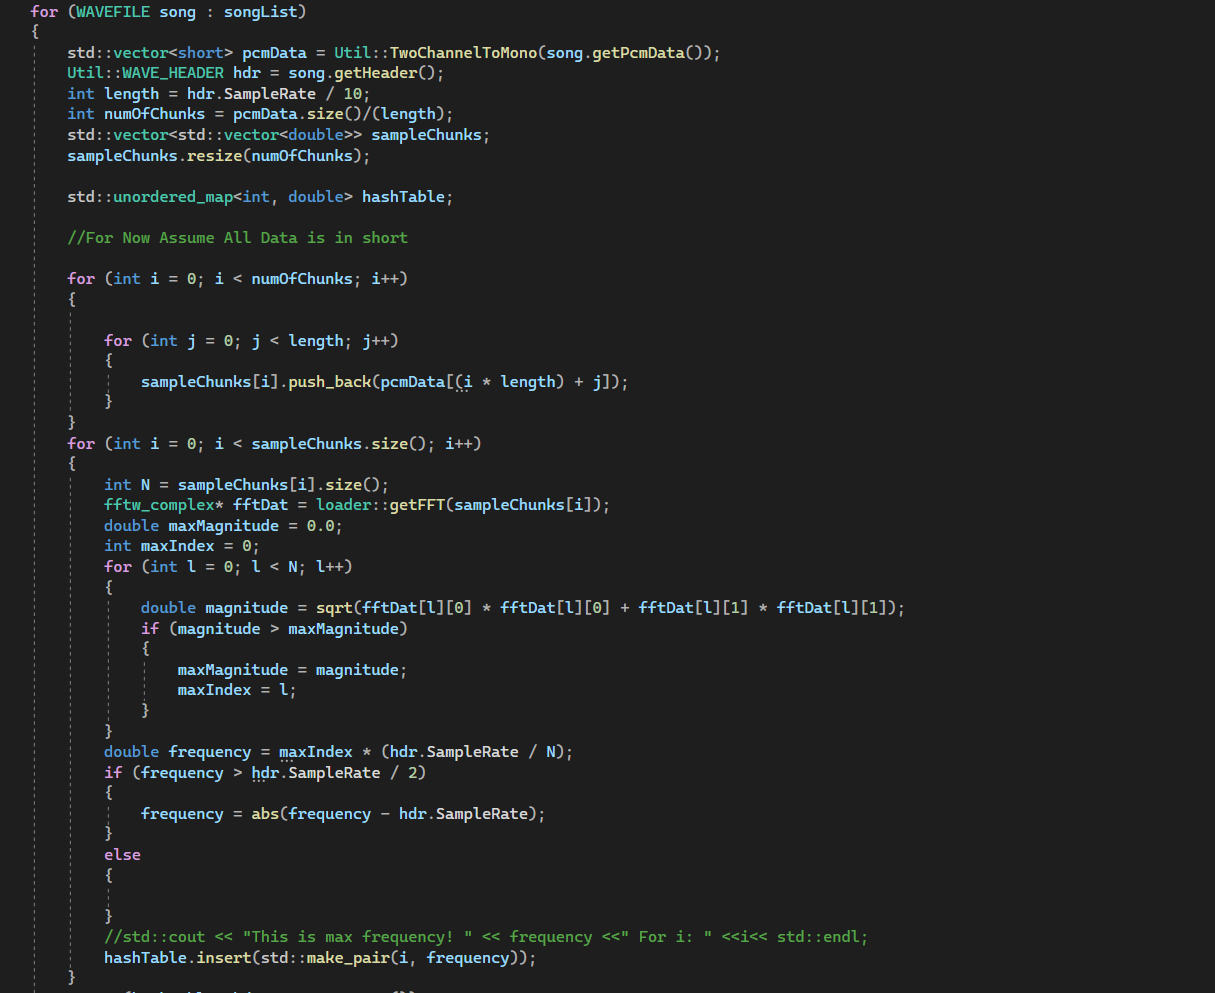 for (WAVEFILE song : songList)
{
    std::vector<short> pcmData = Util::TwoChannelToMono(song.getPcmData());
    Util::WAVE_HEADER hdr = song.getHeader();
    int length = hdr.SampleRate / 10;
    int numOfChunks = pcmData.size()/(length);
    std::vector<std::vector<double>> sampleChunks;
    sampleChunks.resize(numOfChunks);

    std::unordered_map<int, double> hashTable;

    //For Now Assume All Data is in short

    for (int i = 0; i < numOfChunks; i++)
    {

        for (int j = 0; j < length; j++)
        {
            sampleChunks[i].push_back(pcmData[(i * length) + j]);
        }
    }
    for (int i = 0; i < sampleChunks.size(); i++)
    {
        int N = sampleChunks[i].size();
        fftw_complex* fftDat = loader::getFFT(sampleChunks[i]);
        double maxMagnitude = 0.0;
        int maxIndex = 0;
        for (int l = 0; l < N; l++)
        {
            double magnitude = sqrt(fftDat[l][0] * fftDat[l][0] + fftDat[l][1] * fftDat[l][1]);
            if (magnitude > maxMagnitude)
            {
                maxMagnitude = magnitude;
                maxIndex = l;
            }
        }
        double frequency = maxIndex * (hdr.SampleRate / N);
        if (frequency > hdr.SampleRate / 2)
        {
            frequency = abs(frequency - hdr.SampleRate);
        }
        else
        {

        }
        //std::cout << "This is max frequency! " << frequency <<" For i: " <<i<< std::endl;
        hashTable.insert(std::make_pair(i, frequency));
    }